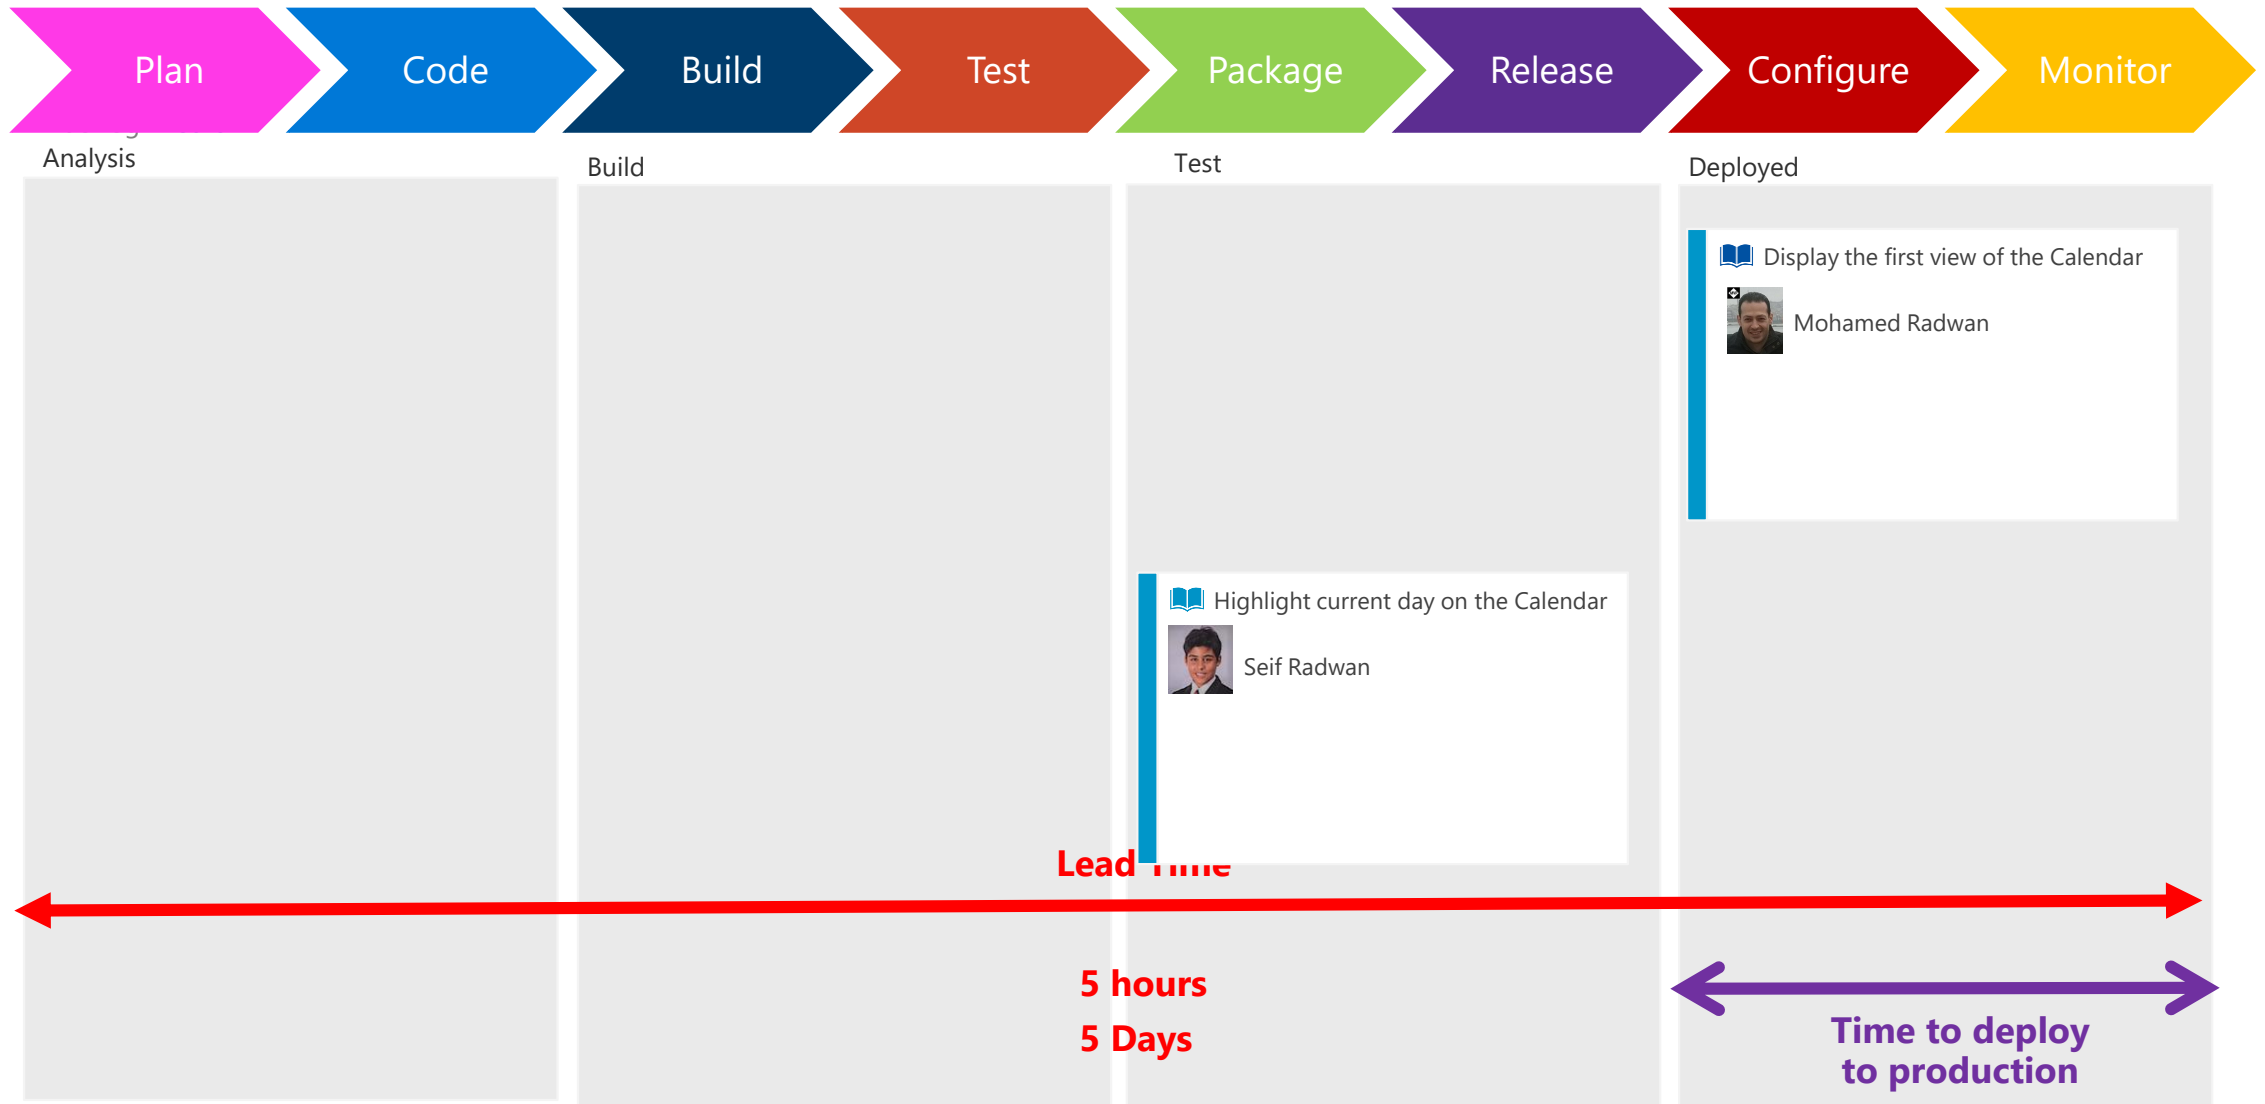 Plan
Code
Build
Test
Package
Release
Configure
Monitor
Analysis
Build
Test
Deployed
Display the first view of the Calendar
Mohamed Radwan
Highlight current day on the Calendar
Seif Radwan
Lead Time
5 hours
5 Days
Time to deploy
to production